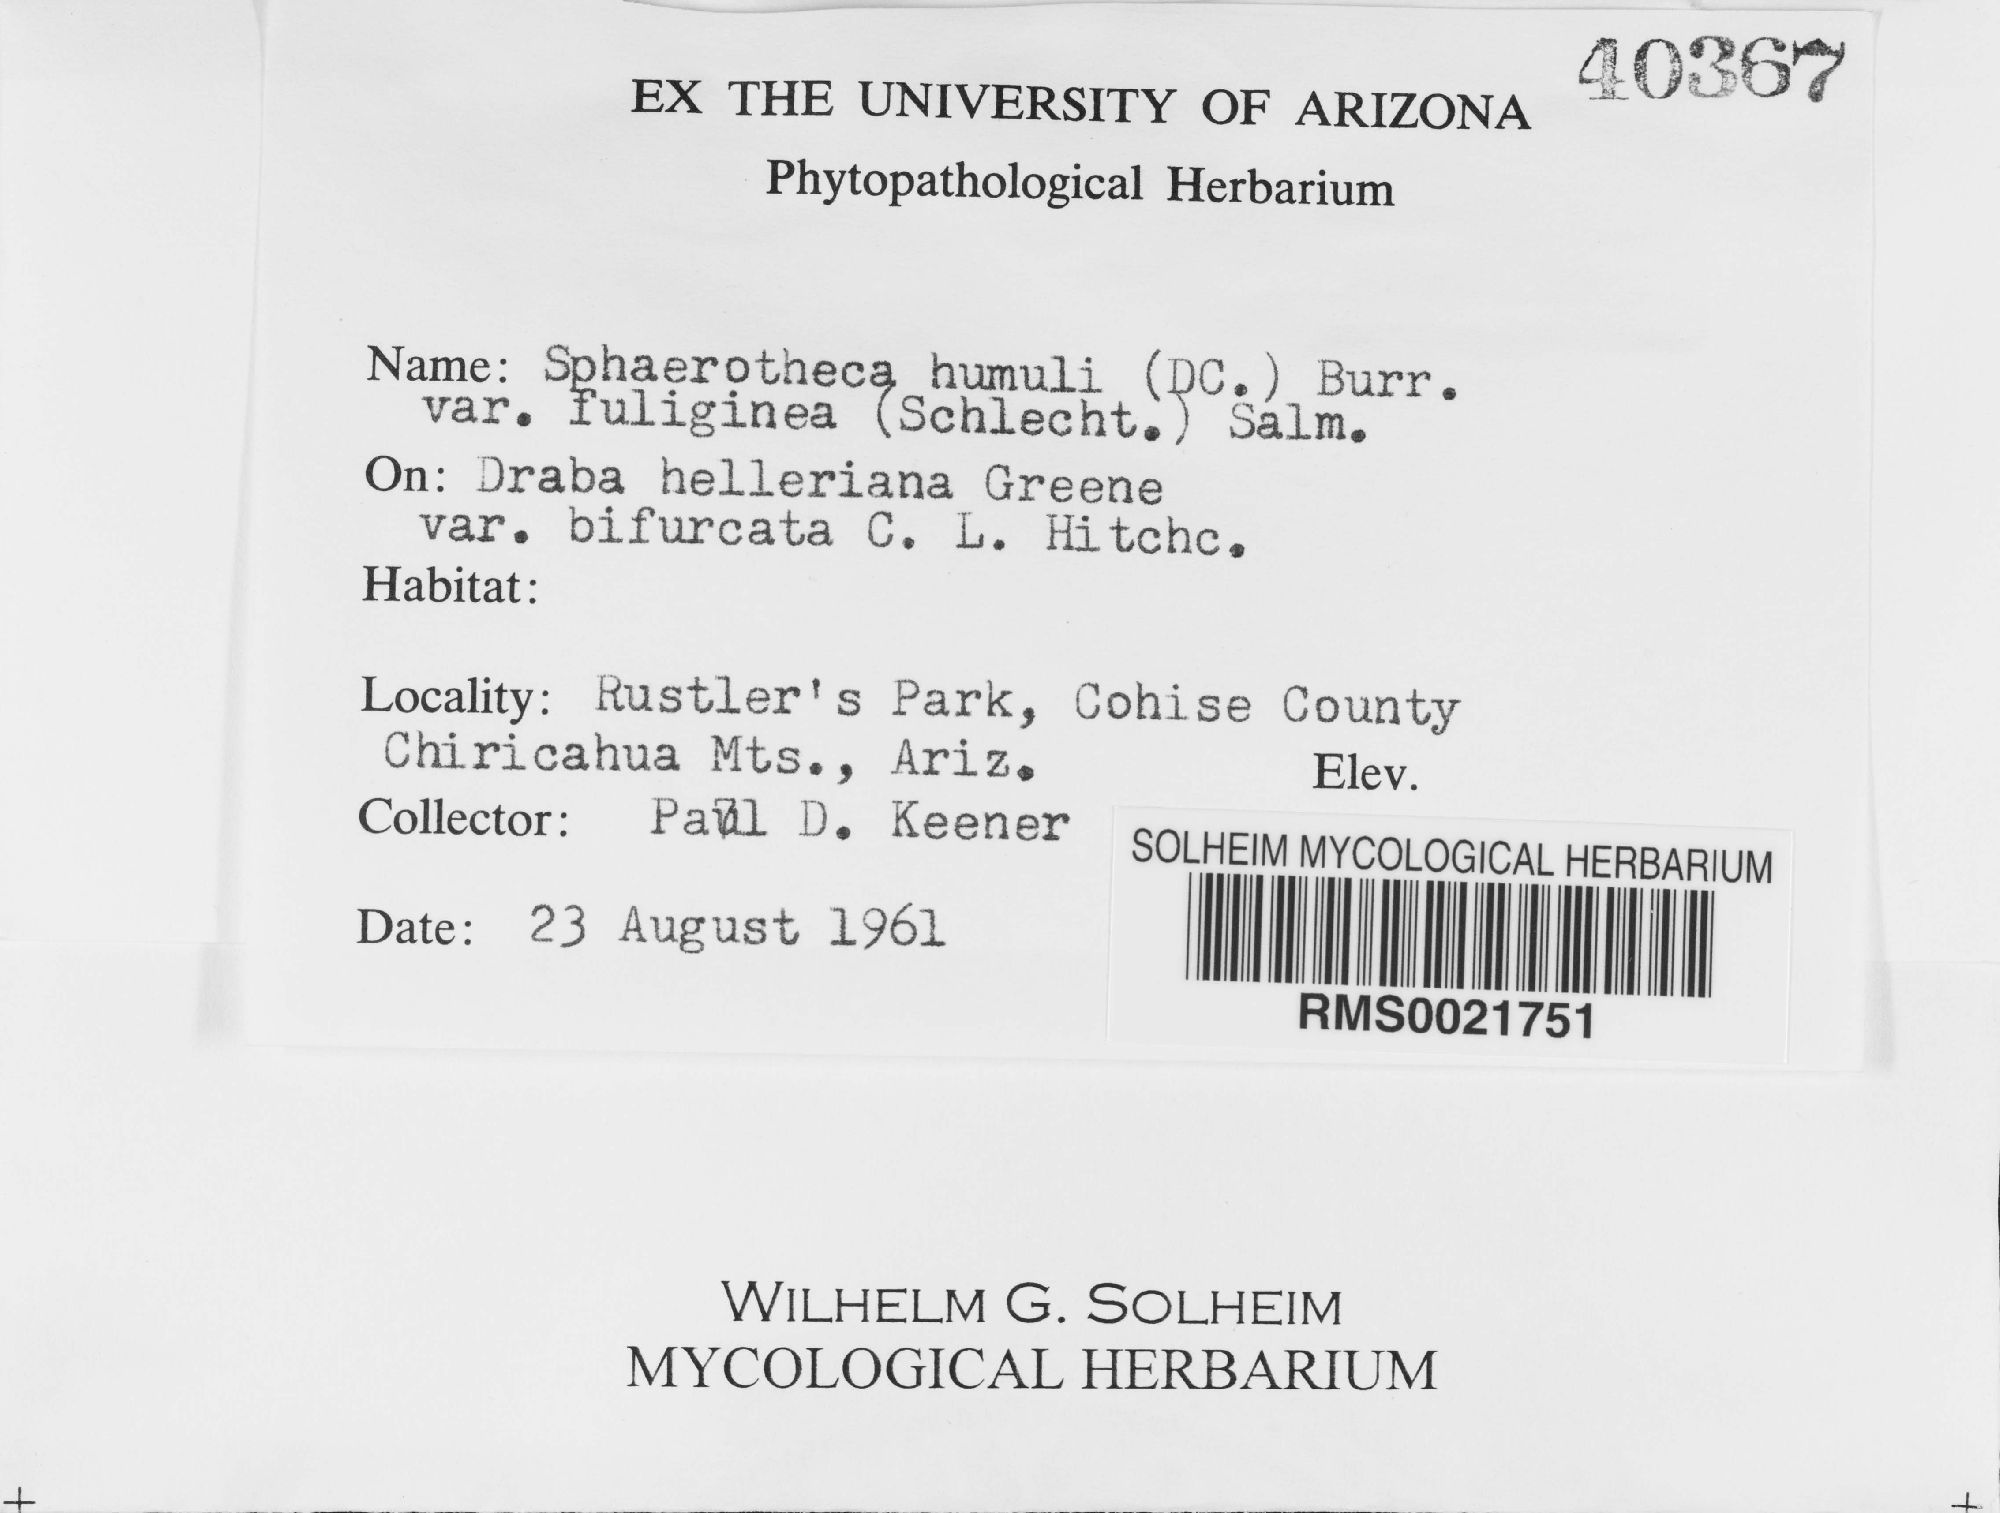 40367
EX THE UNIVERSITY OF ARIZONA
Phytopathological Herbarium
Name: Sphaerotheca humuli (DC.) Burr.
var. fuliginea (Schlecht.) Salm.
On: Draba helleriana Greene
var. bifurcata C. L. Hitchc.
Habitat:
Locality: Rustler's Park, Cohise County
Chiricahua Mts., Ariz.
Elev.
Collector: Paul D. Keener
Date: 23 August 1961
SOLHEIM MYCOLOGICAL HERBARIUM
RMS0021751
WILHELM G. SOLHEIM
MYCOLOGICAL HERBARIUM